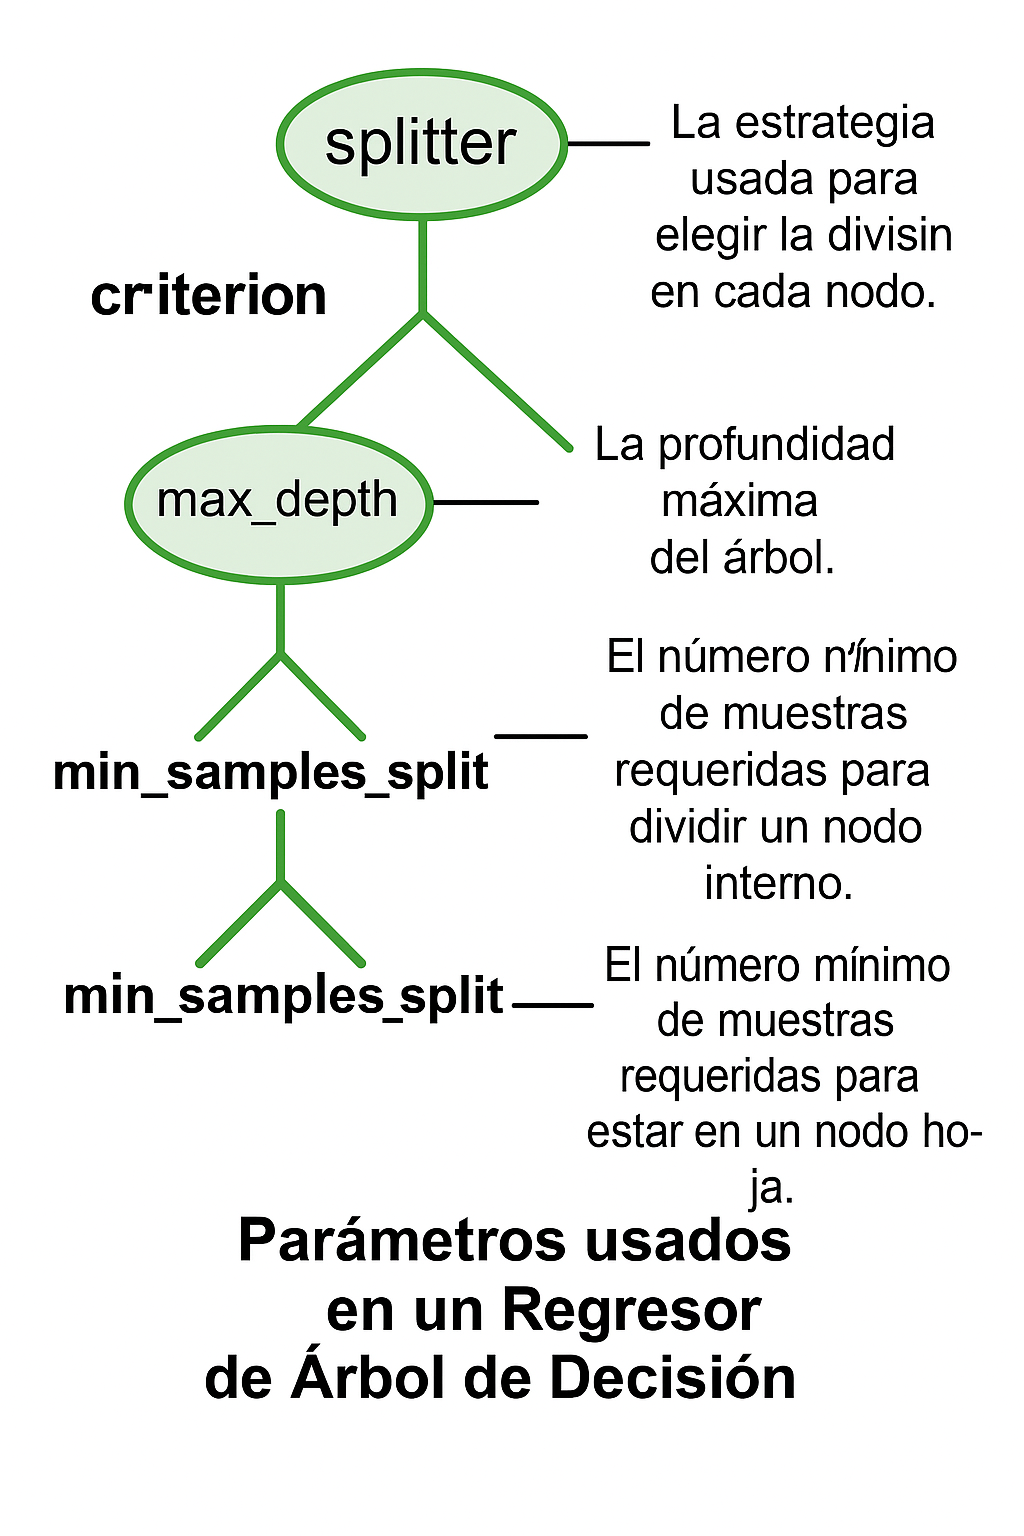 splitter
La estrategia
usada para
elegir la divisin
en cada nodo.
criterion
max_depth
La profundidad
máxima
del árbol.
min_samples_split
El número
de muestras
requeridas para
dividir un nodo
interno.
min_samples_split
El número mínimo
de muestras
requeridas para
estar en un nodo ho-
ja.
Parámetros usados
en un Regresor
de Árbol de Decisión